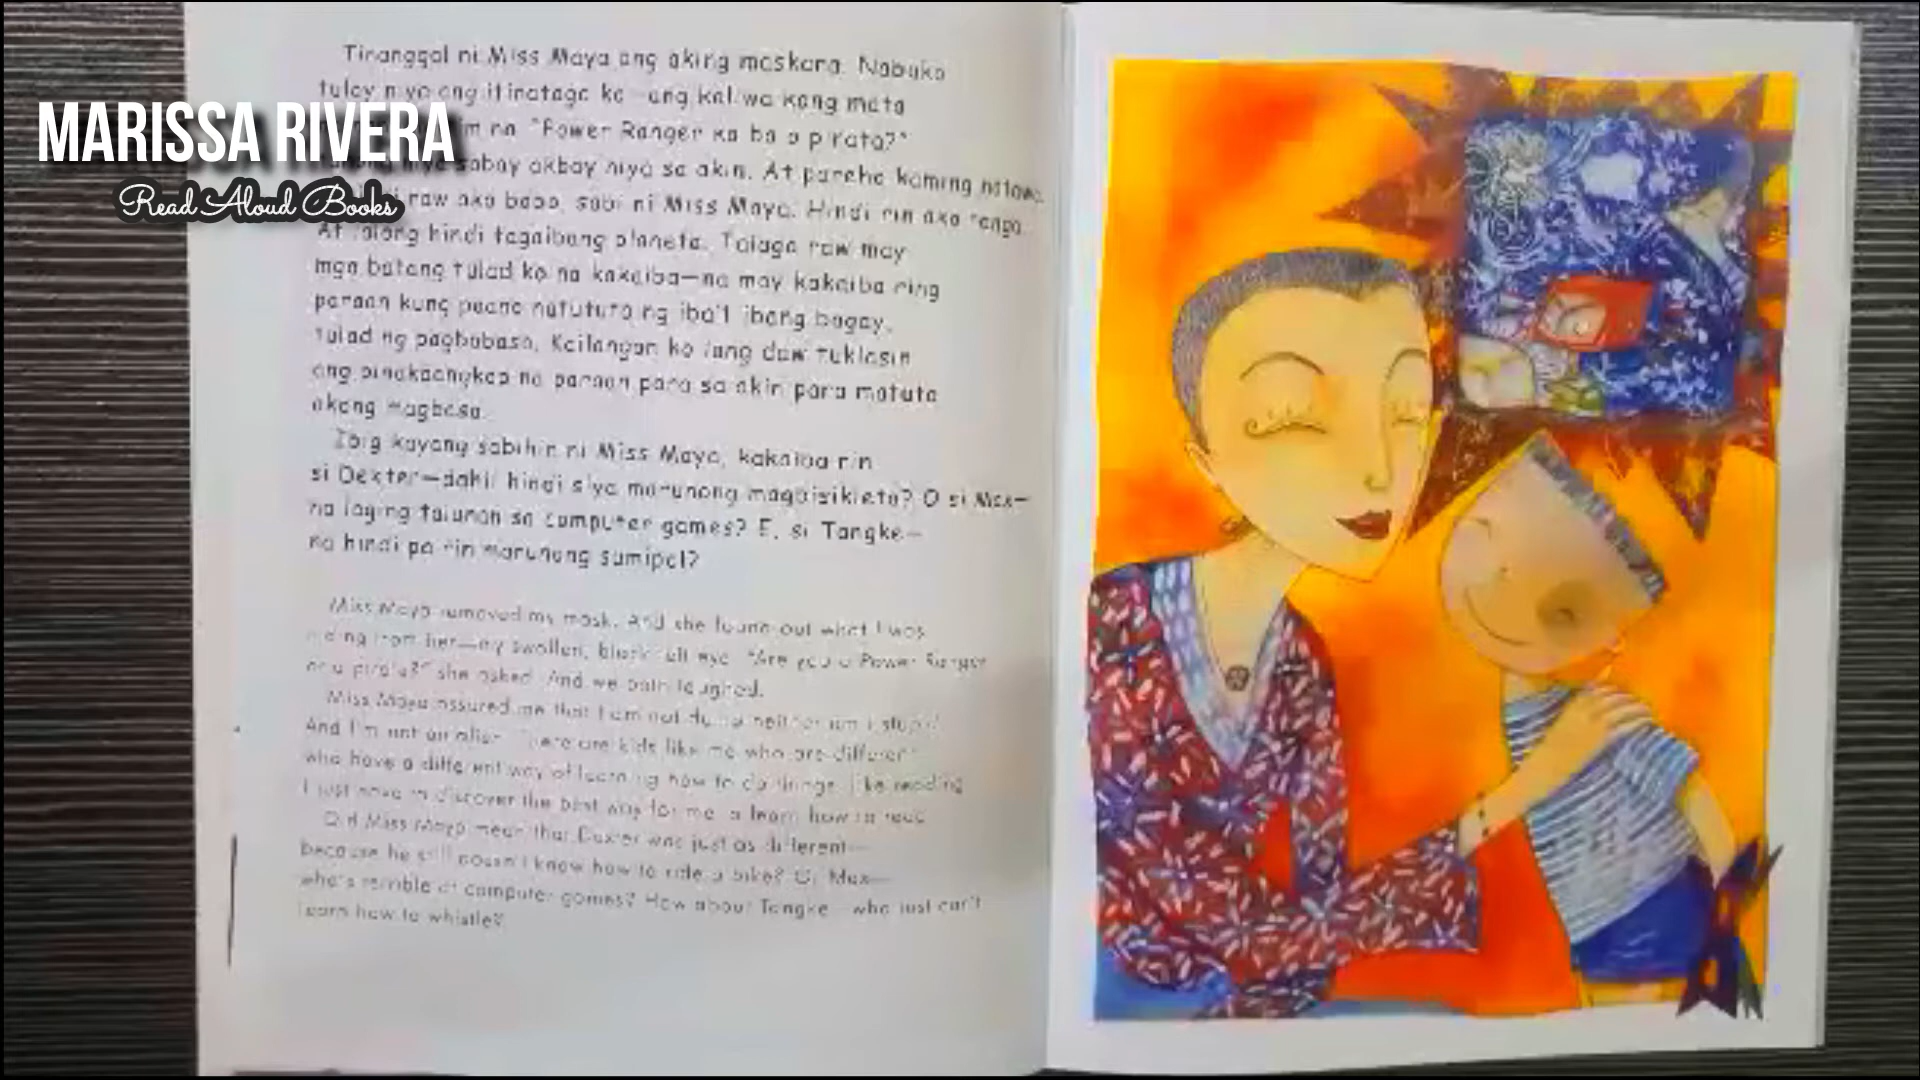 MARISSA RIVERA
Read Aloud Books
Tinanggal ni Miss Maya ang aking maskara. Nabuko
tuloy niya ang itinatago ko—ang kaliwa kong mata
na "Power Ranger ka ba o pirata?"
niya sabay akbay niya sa akin. At pareho kaming natawa.
raw ako bobo, sabi ni Miss Maya. Hindi rin ako tanga.
At lalong hindi tagaibang planeta. Talaga raw may
mga batang tulad ko na kakaiba—na may kakaiba ring
paraan kung paano natututo ng iba't ibang bagay,
tulad ng pagbabasa. Kailangan ko lang daw tuklasin
ang pinakaangkop na paraan para sa akin para matuto
akong magbasa.
Ibig kayang sabihin ni Miss Maya, kakaiba rin
si Dexter—dahil hindi siya marunong magbisikleta? O si Max—
na laging talunan sa computer games? E, si Tangke—
na hindi pa rin marunong sumipol?
Miss Maya removed my mask. And she found out what I was
hiding from her—my swollen, black left eye. "Are you a Power Ranger
or a pirate?" she asked. And we both laughed.
Miss Maya assured me that I am not dumb neither am I stupid.
And I'm not an alien. There are kids like me who are different—
who have a different way of learning how to do things, like reading.
I just have to discover the best way for me to learn how to read.
Did Miss Maya mean that Dexter was just as different—
because he still doesn't know how to ride a bike? Or Max—
who's terrible at computer games? How about Tangke—who just can't
learn how to whistle?